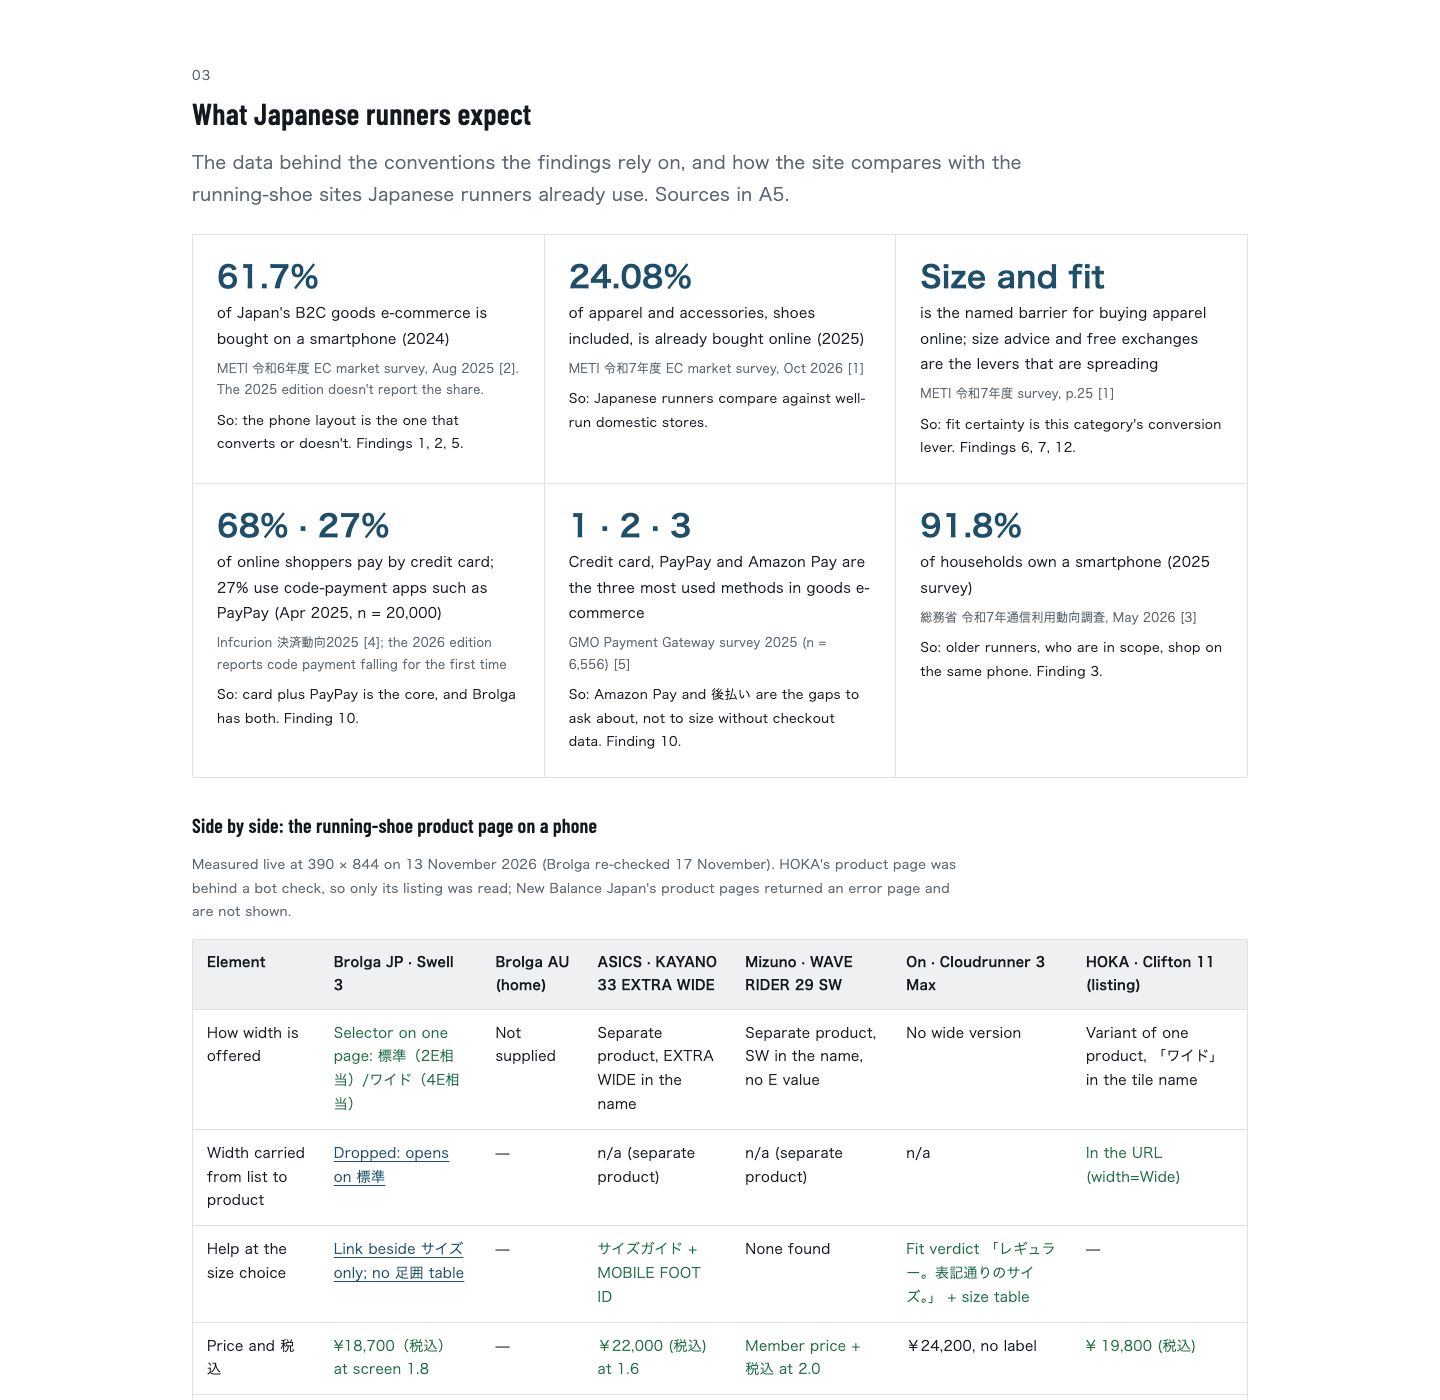 03
What Japanese runners expect
The data behind the conventions the findings rely on, and how the site compares with the
running-shoe sites Japanese runners already use. Sources in A5.
61.7%
of Japan's B2C goods e-commerce is
bought on a smartphone (2024)
METI 令和6年度 EC market survey, Aug 2025 [2].
The 2025 edition doesn't report the share.
So: the phone layout is the one that
converts or doesn't. Findings 1, 2, 5.
24.08%
of apparel and accessories, shoes
included, is already bought online (2025)
METI 令和7年度 EC market survey, Oct 2026 [1]
So: Japanese runners compare against well-
run domestic stores.
Size and fit
is the named barrier for buying apparel
online; size advice and free exchanges
are the levers that are spreading
METI 令和7年度 survey, p.25 [1]
So: fit certainty is this category's conversion
lever. Findings 6, 7, 12.
68% · 27%
of online shoppers pay by credit card;
27% use code-payment apps such as
PayPay (Apr 2025, n = 20,000)
Infcurion 決済動向2025 [4]; the 2026 edition
reports code payment falling for the first time
So: card plus PayPay is the core, and Brolga
has both. Finding 10.
1 · 2 · 3
Credit card, PayPay and Amazon Pay are
the three most used methods in goods e-
commerce
GMO Payment Gateway survey 2025 (n =
6,556) [5]
So: Amazon Pay and 後払い are the gaps to
ask about, not to size without checkout
data. Finding 10.
91.8%
of households own a smartphone (2025
survey)
総務省 令和7年通信利用動向調査, May 2026 [3]
So: older runners, who are in scope, shop on
the same phone. Finding 3.
Side by side: the running-shoe product page on a phone
Measured live at 390 × 844 on 13 November 2026 (Brolga re-checked 17 November). HOKA's product page was
behind a bot check, so only its listing was read; New Balance Japan's product pages returned an error page and
are not shown.
Element
Brolga JP · Swell
3
Brolga AU
(home)
ASICS · KAYANO
33 EXTRA WIDE
Mizuno · WAVE
RIDER 29 SW
On · Cloudrunner 3
Max
HOKA · Clifton 11
(listing)
How width is
offered
Selector on one
page: 標準（2E相
当）/ワイド（4E相
当）
Not
supplied
Separate
product, EXTRA
WIDE in the
name
Separate product,
SW in the name,
no E value
No wide version
Variant of one
product, 「ワイド」
in the tile name
Width carried
from list to
product
Dropped: opens
on 標準
—
n/a (separate
product)
n/a (separate
product)
n/a
In the URL
(width=Wide)
Help at the
size choice
Link beside サイズ
only; no 足囲 table
—
サイズガイド +
MOBILE FOOT
ID
None found
Fit verdict 「レギュラ
ー。表記通りのサイ
ズ。」 + size table
—
Price and 税
込
¥18,700（税込）
at screen 1.8
—
￥22,000 (税込)
at 1.6
Member price +
税込 at 2.0
￥24,200, no label
¥ 19,800 (税込)